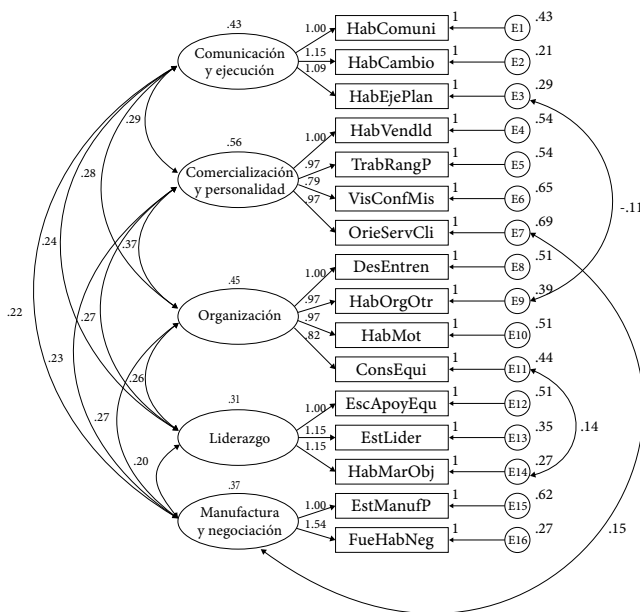 .43
Comunicación
y ejecución
1.00
1.15
1.09
HabComuni
1
E1
.43
HabCambio
1
E2
.21
HabEjePlan
1
E3
.29
.56
Comercialización
y personalidad
1.00
.97
.79
.97
HabVendId
1
E4
.54
TrabRangP
1
E5
.54
VisConfMis
1
E6
.65
OrieServCli
1
E7
.69
.45
Organización
1.00
.97
.97
.82
DesEntren
1
E8
.51
HabOrgOtr
1
E9
.39
HabMot
1
E10
.51
ConsEqui
1
E11
.44
.31
Liderazgo
1.00
1.15
1.15
EscApoyEqu
1
E12
.51
EstLider
1
E13
.35
HabMarObj
1
E14
.27
.37
Manufactura
y negociación
1.00
1.54
EstManufP
1
E15
.62
FueHabNeg
1
E16
.27
.29
.28
.24
.22
.37
.27
.23
.26
.27
.20
-.11
.14
.15